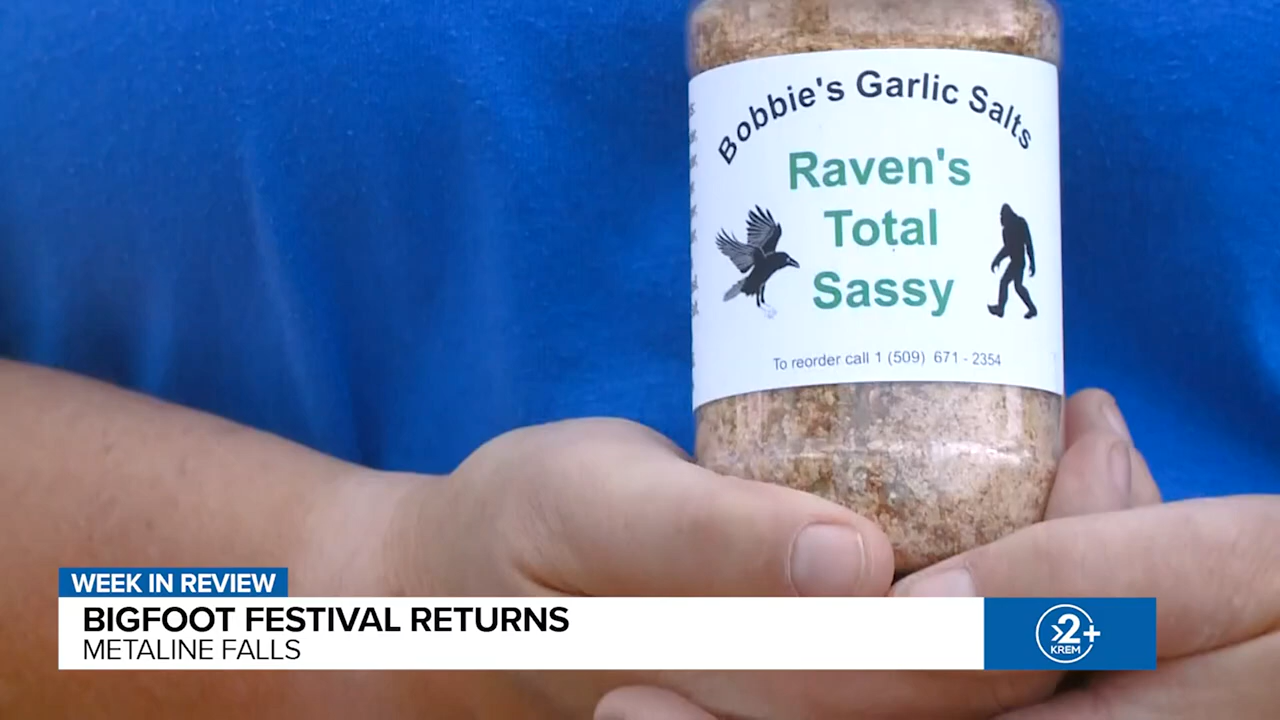 Bobbie's Garlic Salts
Raven's
Total
Sassy
To reorder call 1 (509) 671 - 2354
WEEK IN REVIEW
BIGFOOT FESTIVAL RETURNS
METALINE FALLS
2+
KREM